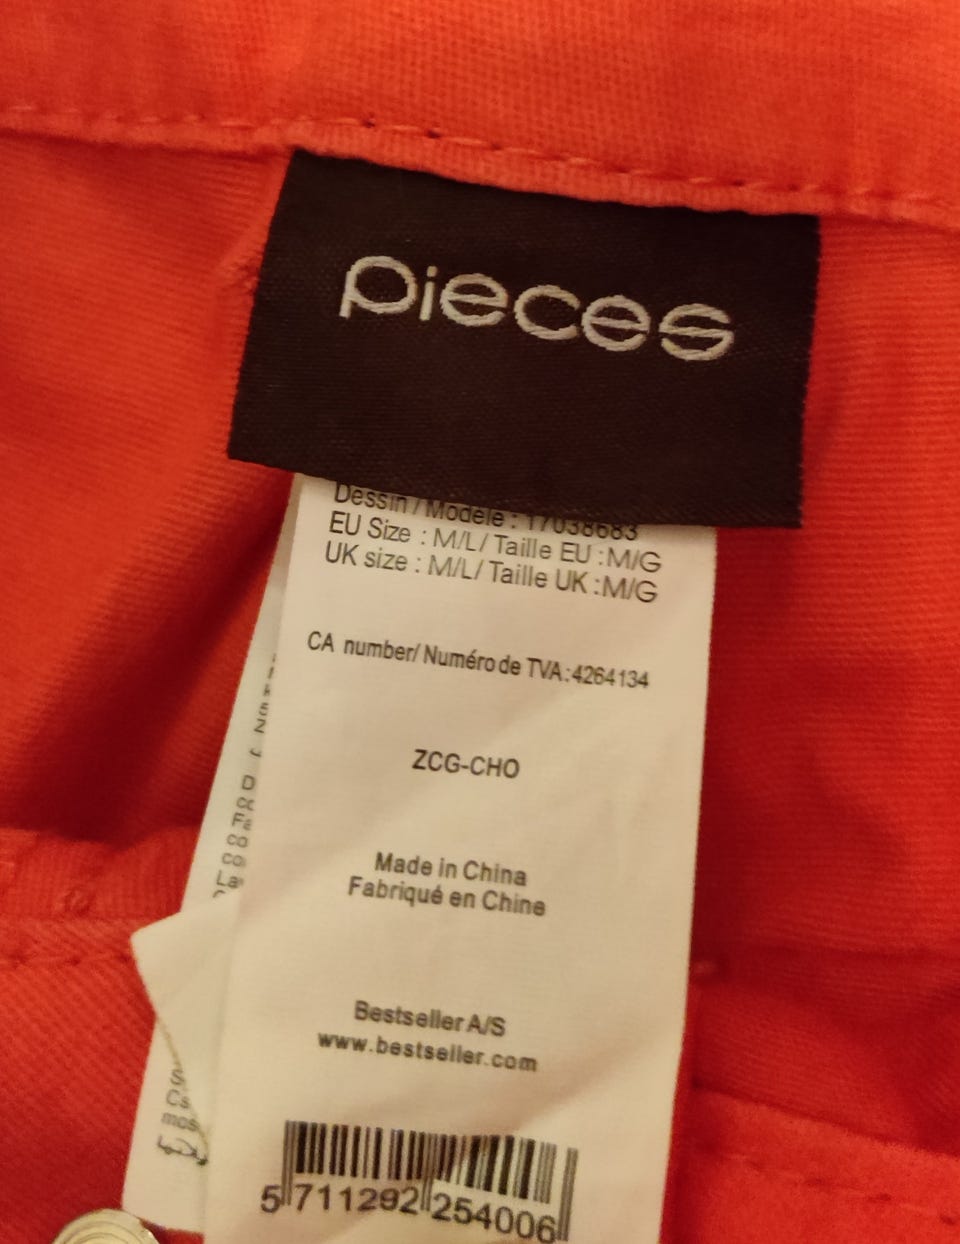 pieces
Dessin / Modele : 17038683
EU Size : M/L/ Taille EU :M/G
UK size : M/L/ Taille UK :M/G
CA number/ Numéro de TVA:4264134
ZCG-CHO
Made in China
Fabriqué en Chine
Bestseller A/S
www.bestseller.com
5 711292 254006